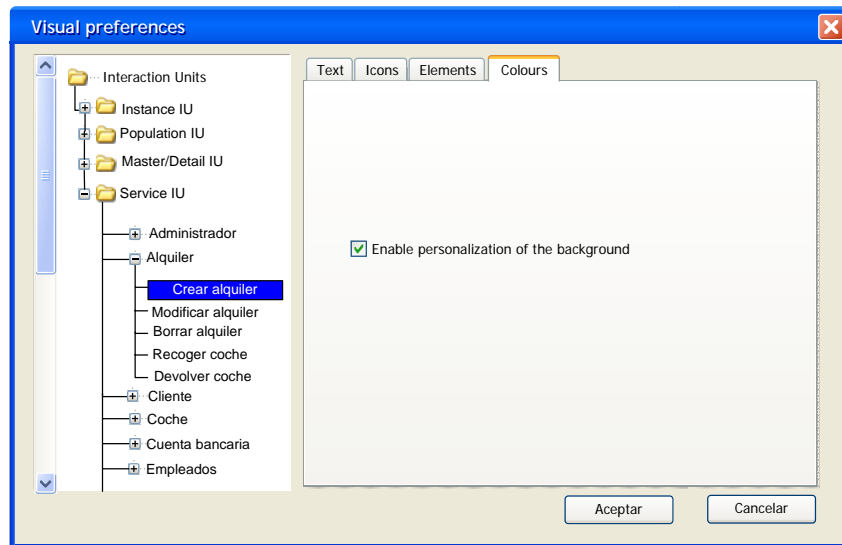 Visual preferences
Text Icons Elements Colours
Interaction Units
Instance IU
Population IU
Master/Detail IU
Service IU
Administrador
Alquiler
Crear alquiler
Modificar alquiler
Borrar alquiler
Recoger coche
Devolver coche
Cliente
Coche
Cuenta bancaria
Empleados
Enable personalization of the background
Aceptar Cancelar